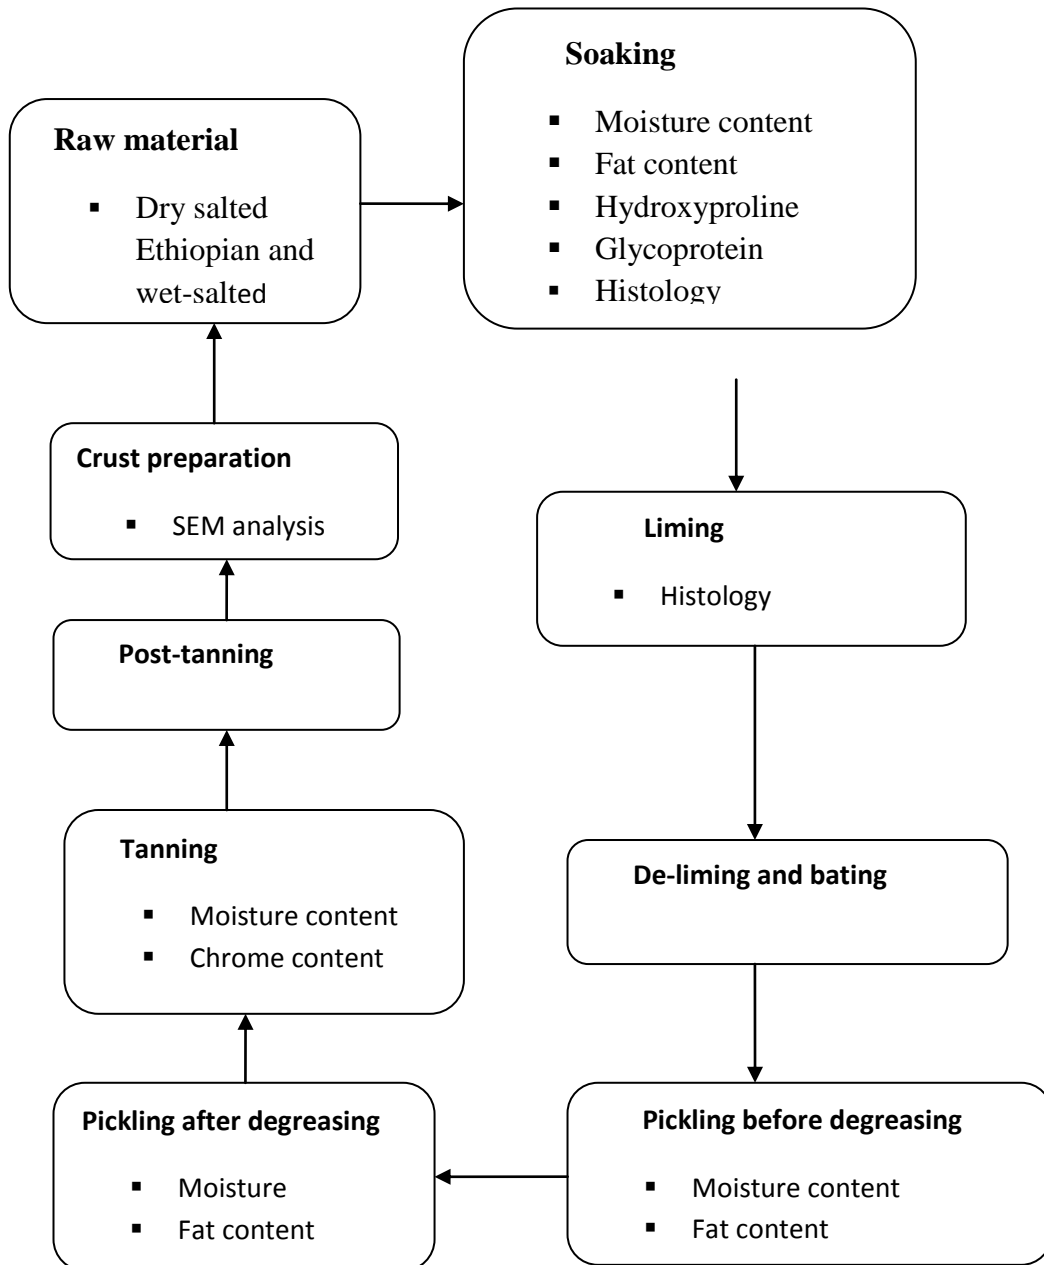 Raw material
▪ Dry salted
Ethiopian and
wet-salted
Soaking
▪ Moisture content
▪ Fat content
▪ Hydroxyproline
▪ Glycoprotein
▪ Histology
Liming
▪ Histology
De-liming and bating
Pickling before degreasing
▪ Moisture content
▪ Fat content
Pickling after degreasing
▪ Moisture
▪ Fat content
Tanning
▪ Moisture content
▪ Chrome content
Post-tanning
Crust preparation
▪ SEM analysis